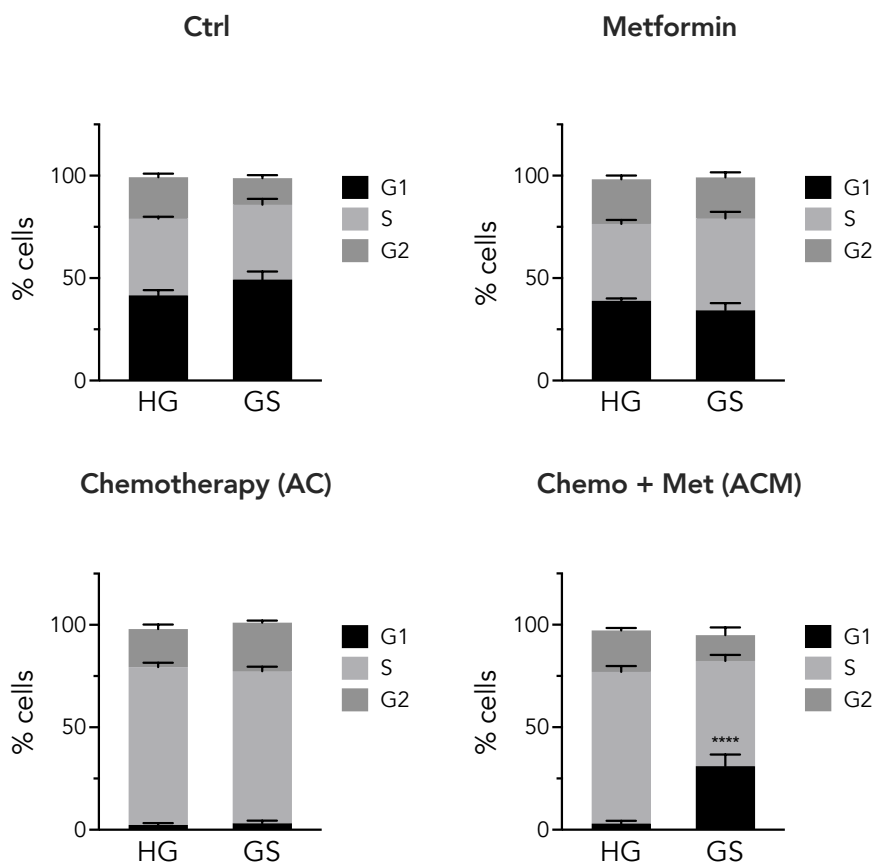 Ctrl
% cells
100
50
0
HG GS
G1
S
G2
Metformin
% cells
100
50
0
HG GS
G1
S
G2
Chemotherapy (AC)
% cells
100
50
0
HG GS
G1
S
G2
Chemo + Met (ACM)
% cells
100
50
0
****
HG GS
G1
S
G2